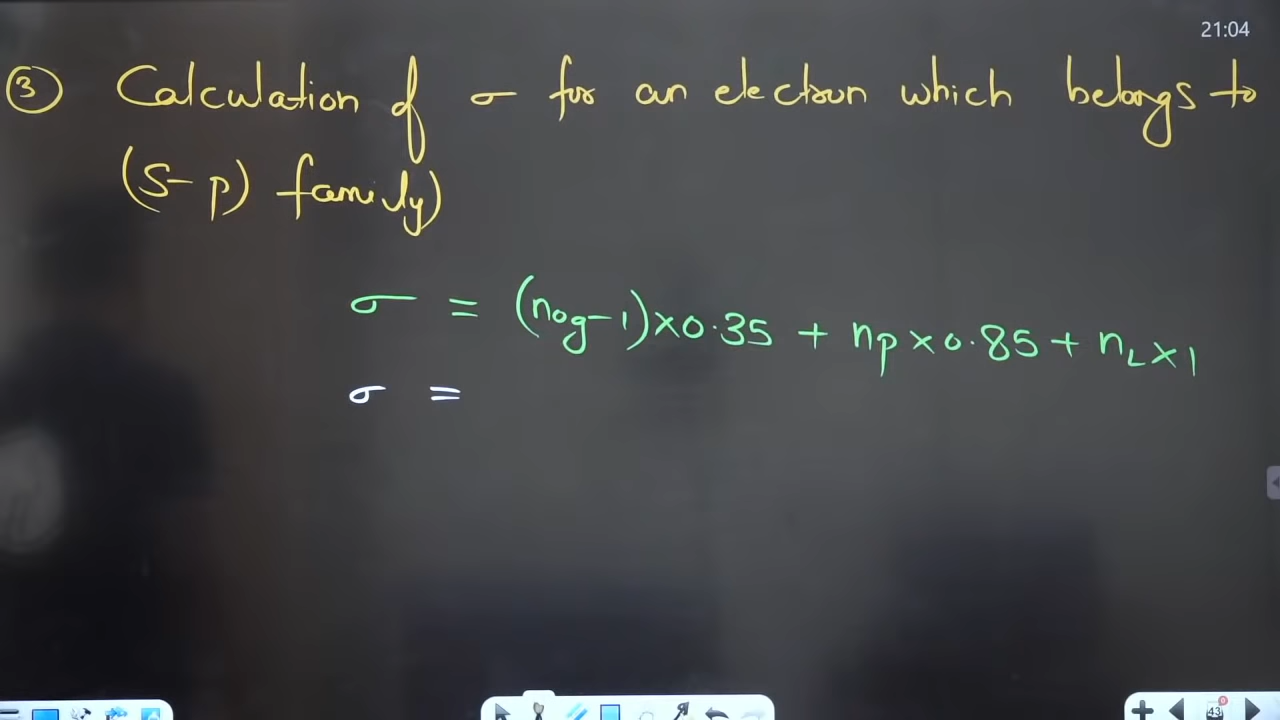 21:04
③ Calculation of σ for an electron which belongs to
(S-p) family)
σ = (nog-1)×0.35 + np×0.85 + nL×1
σ =
43